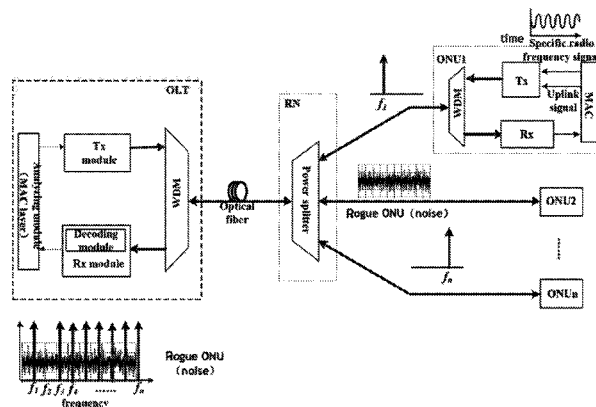 OLT
Analyzing module
(MAC layer)
Tx
module
Decoding
module
Rx module
WDM
Optical
fiber
RN
Power splitter
f1
Rogue ONU (noise)
fn
time
Specific radio
frequency signal
ONU1
WDM
Tx
Uplink
signal
Rx
MAC
ONU2
......
ONUn
Rogue ONU
(noise)
f1 f2 f3 f4 ...... fn
frequency